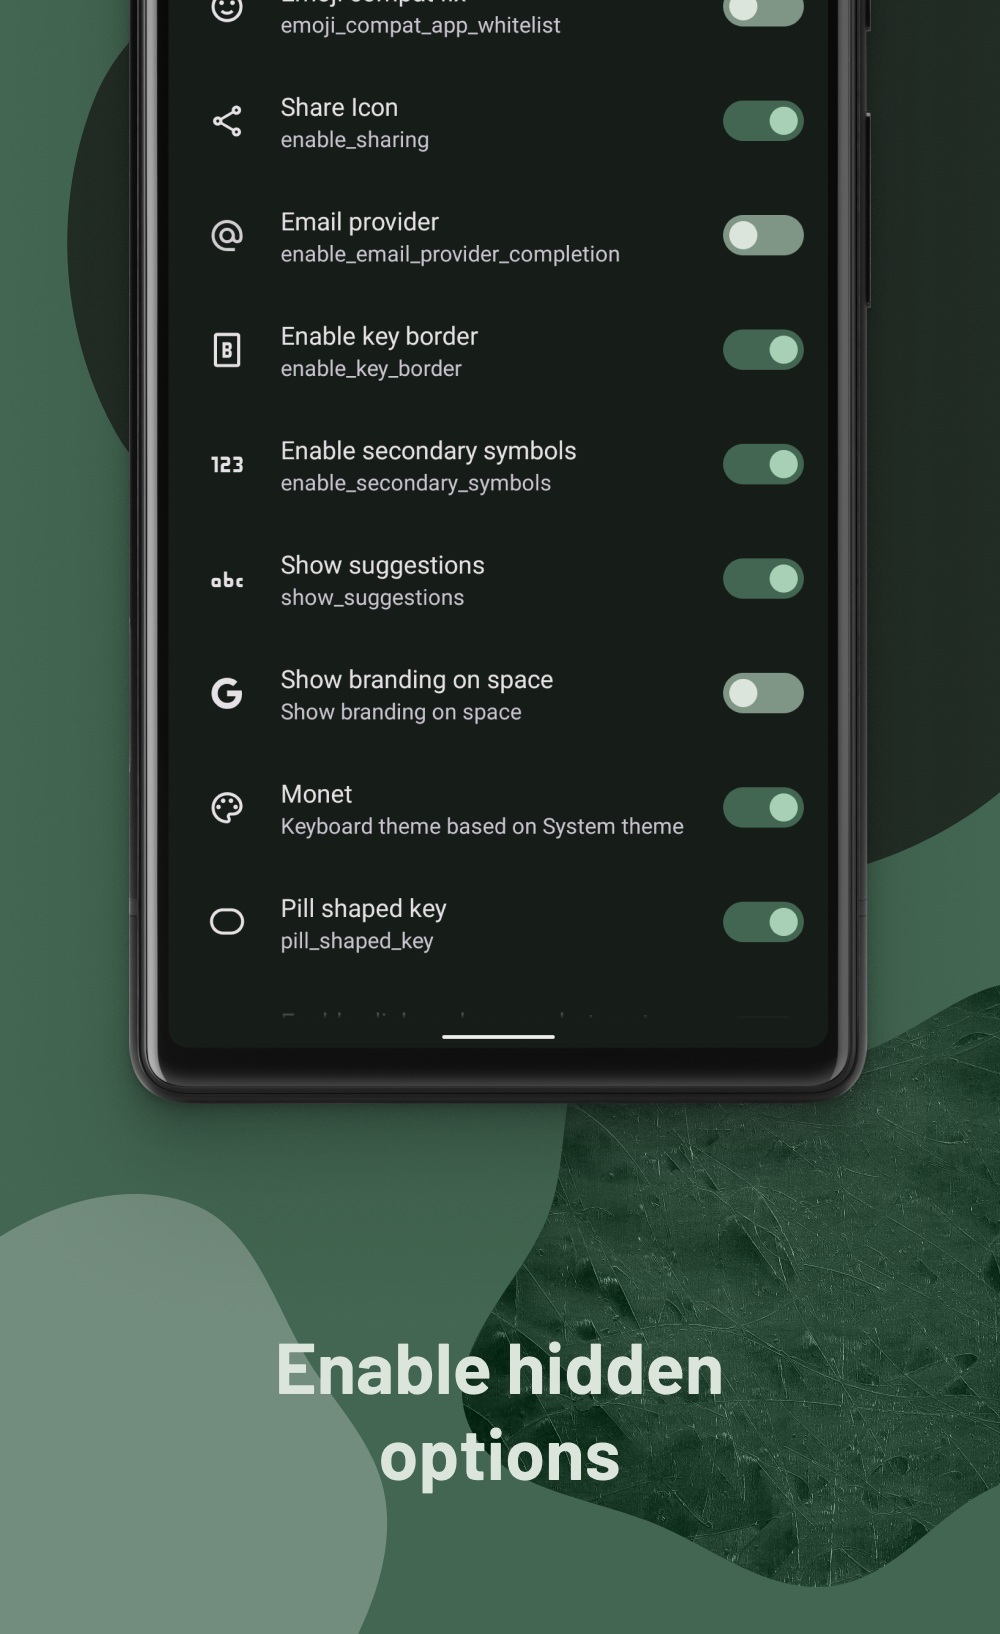 emoji_compat_app_whitelist
Share Icon
enable_sharing
Email provider
enable_email_provider_completion
B
Enable key border
enable_key_border
123
Enable secondary symbols
enable_secondary_symbols
abc
Show suggestions
show_suggestions
G
Show branding on space
Show branding on space
Monet
Keyboard theme based on System theme
Pill shaped key
pill_shaped_key
Enable hidden
options